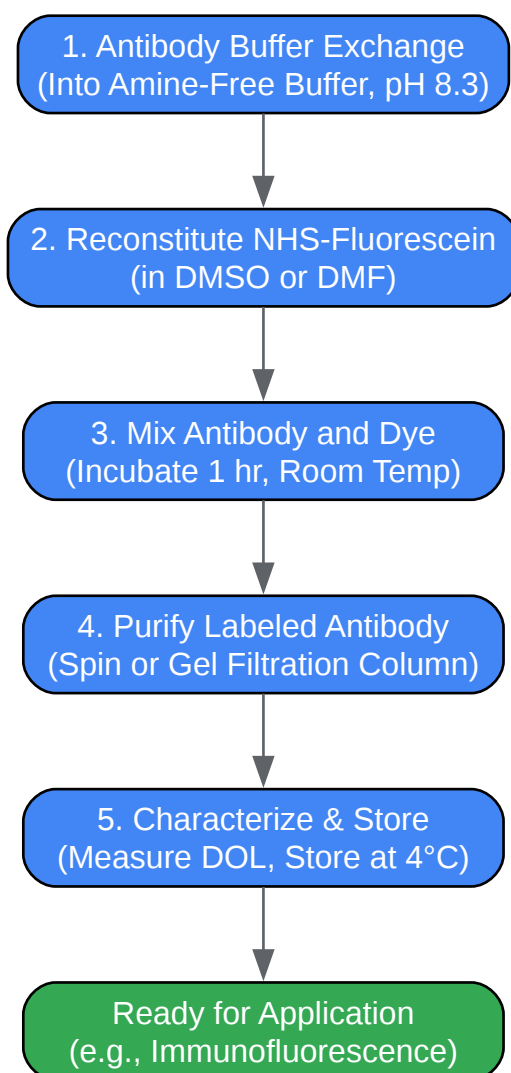 1. Antibody Buffer Exchange
(Into Amine-Free Buffer, pH 8.3)
2. Reconstitute NHS-Fluorescein
(in DMSO or DMF)
3. Mix Antibody and Dye
(Incubate 1 hr, Room Temp)
4. Purify Labeled Antibody
(Spin or Gel Filtration Column)
5. Characterize & Store
(Measure DOL, Store at 4°C)
Ready for Application
(e.g., Immunofluorescence)